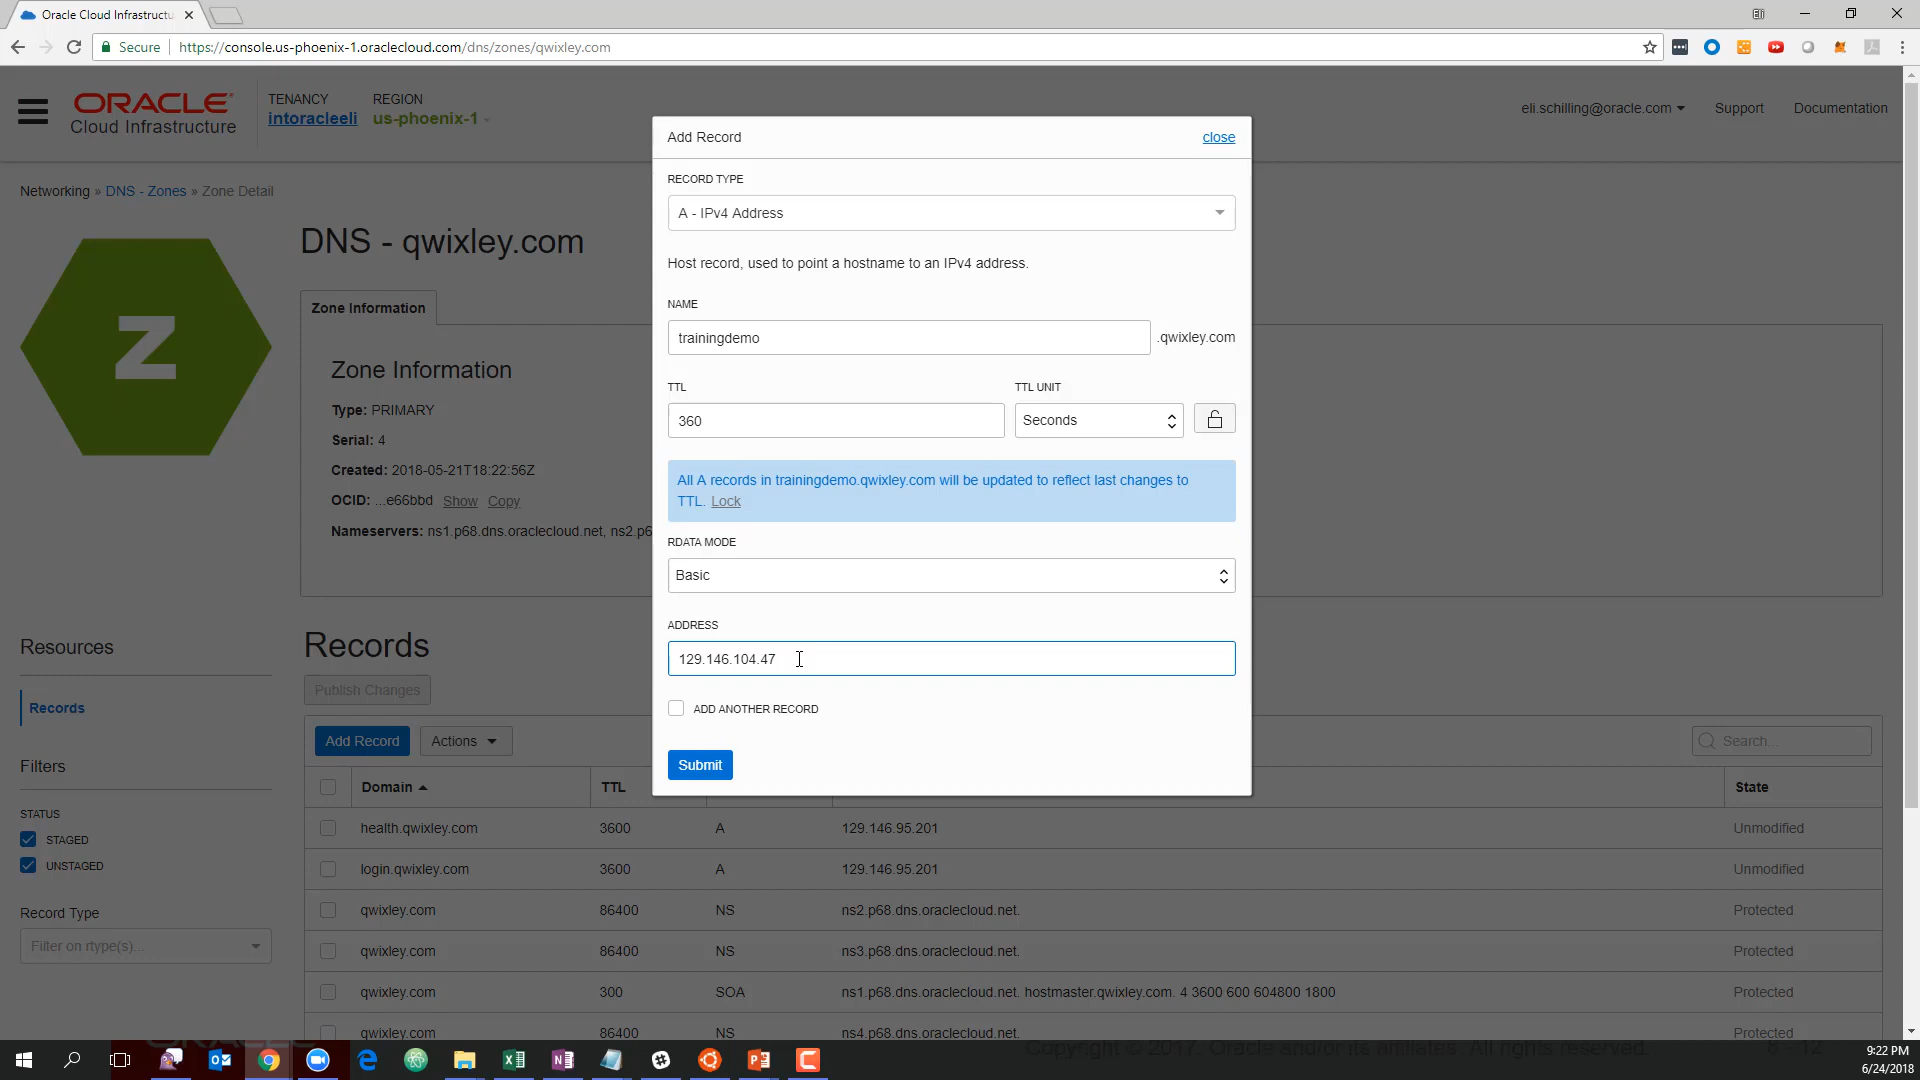 Oracle Cloud Infrastructu
Eli
Secure
https://console.us-phoenix-1.oraclecloud.com/dns/zones/qwixley.com
ORACLE
Cloud Infrastructure
TENANCY
intoracleeli
REGION
us-phoenix-1
eli.schilling@oracle.com
Support
Documentation
Networking » DNS - Zones » Zone Detail
Z
DNS - qwixley.com
Zone Information
Zone Information
Type: PRIMARY
Serial: 4
Created: 2018-05-21T18:22:56Z
OCID: ...e66bbd Show Copy
Nameservers: ns1.p68.dns.oraclecloud.net, ns2.p6
Add Record
close
RECORD TYPE
A - IPv4 Address
Host record, used to point a hostname to an IPv4 address.
NAME
trainingdemo
.qwixley.com
TTL
TTL UNIT
360
Seconds
All A records in trainingdemo.qwixley.com will be updated to reflect last changes to
TTL. Lock
RDATA MODE
Basic
ADDRESS
129.146.104.47
ADD ANOTHER RECORD
Submit
Resources
Records
Filters
STATUS
STAGED
UNSTAGED
Record Type
Filter on rtype(s)...
Records
Publish Changes
Add Record
Actions
Search...
Domain TTL State
health.qwixley.com 3600 A 129.146.95.201 Unmodified
login.qwixley.com 3600 A 129.146.95.201 Unmodified
qwixley.com 86400 NS ns2.p68.dns.oraclecloud.net. Protected
qwixley.com 86400 NS ns3.p68.dns.oraclecloud.net. Protected
qwixley.com 300 SOA ns1.p68.dns.oraclecloud.net. hostmaster.qwixley.com. 4 3600 600 604800 1800 Protected
qwixley.com 86400 NS ns4.p68.dns.oraclecloud.net. Protected
ORACLE
Copyright © 2017, Oracle and/or its affiliates. All rights reserved.
9:22 PM
6/24/2018